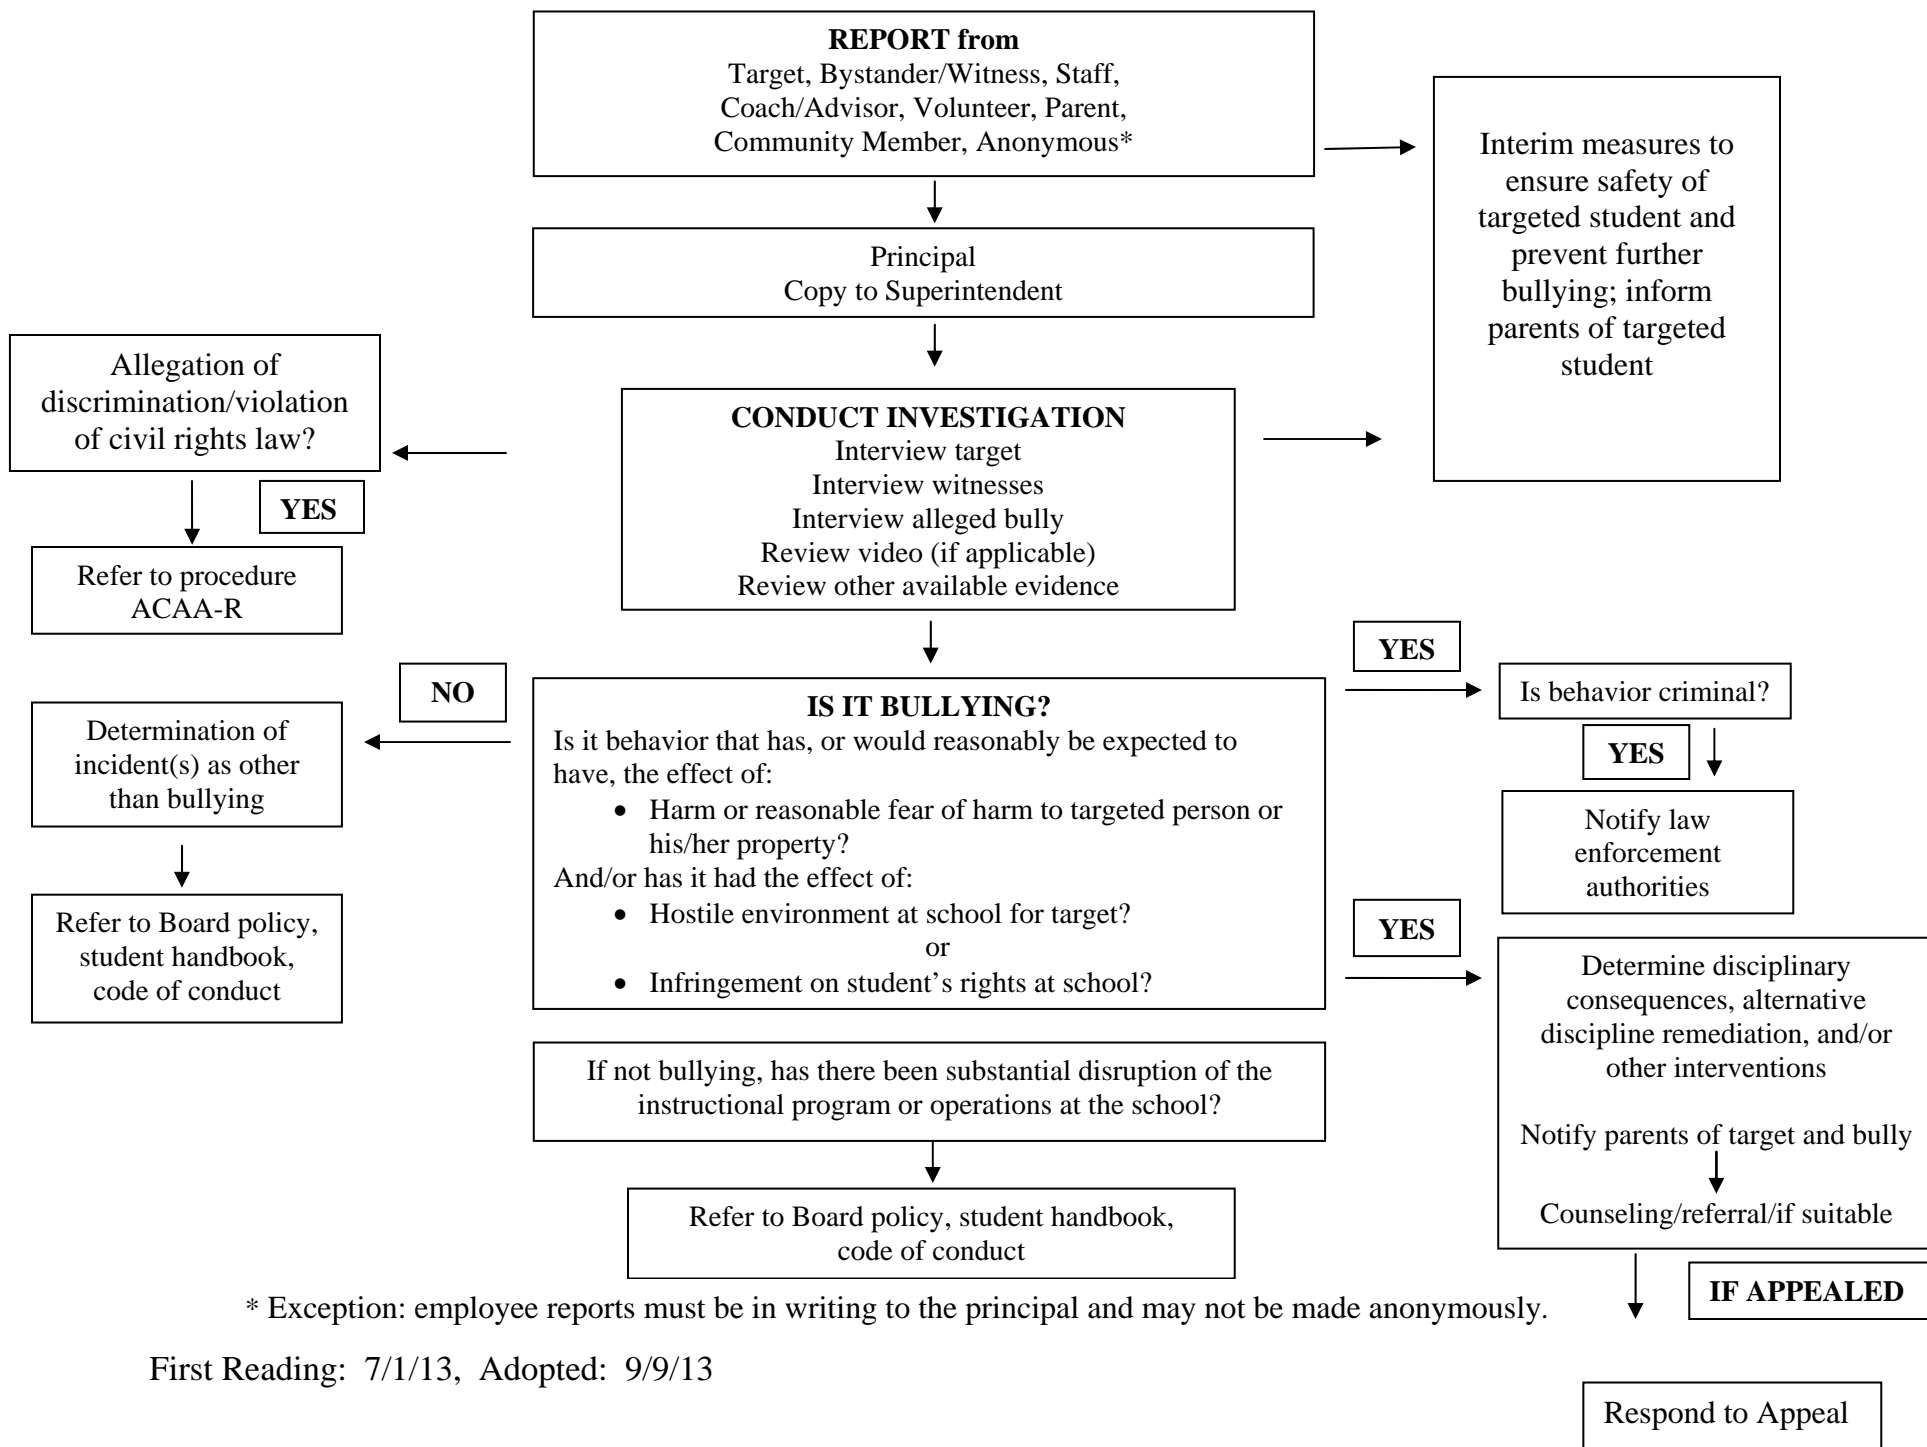 REPORT from
Target, Bystander/Witness, Staff,
Coach/Advisor, Volunteer, Parent,
Community Member, Anonymous*
Interim measures to
ensure safety of
targeted student and
prevent further
bullying; inform
parents of targeted
student
Principal
Copy to Superintendent
Allegation of
discrimination/violation
of civil rights law?
YES
Refer to procedure
ACAA-R
CONDUCT INVESTIGATION
Interview target
Interview witnesses
Interview alleged bully
Review video (if applicable)
Review other available evidence
NO
Determination of
incident(s) as other
than bullying
Refer to Board policy,
student handbook,
code of conduct
IS IT BULLYING?
Is it behavior that has, or would reasonably be expected to
have, the effect of:
• Harm or reasonable fear of harm to targeted person or
his/her property?
And/or has it had the effect of:
• Hostile environment at school for target?
or
• Infringement on student’s rights at school?
YES
Is behavior criminal?
YES
Notify law
enforcement
authorities
YES
Determine disciplinary
consequences, alternative
discipline remediation, and/or
other interventions
Notify parents of target and bully
Counseling/referral/if suitable
If not bullying, has there been substantial disruption of the
instructional program or operations at the school?
Refer to Board policy, student handbook,
code of conduct
IF APPEALED
* Exception: employee reports must be in writing to the principal and may not be made anonymously.
First Reading: 7/1/13, Adopted: 9/9/13
Respond to Appeal